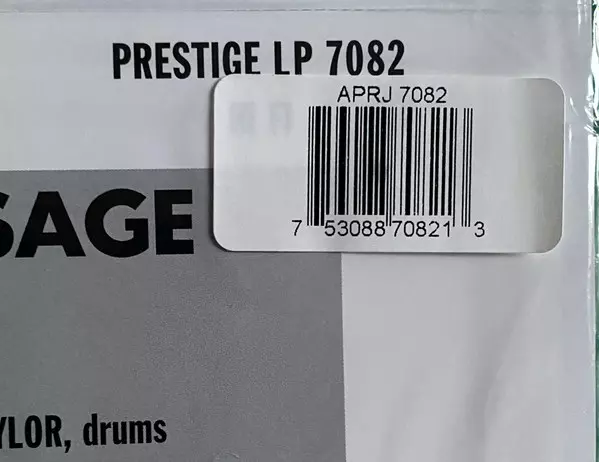 PRESTIGE LP 7082
APRJ 7082
7 53088 70821 3
SAGE
YLOR, drums